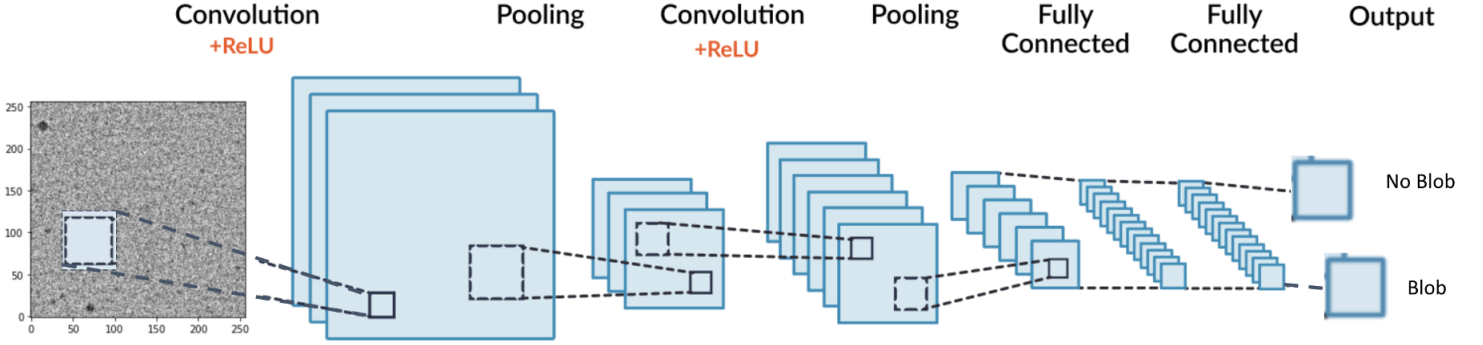 Convolution
+ReLU
Pooling
Convolution
+ReLU
Pooling
Fully
Connected
Fully
Connected
Output
250
200
150
100
50
0
0 50 100 150 200 250
No Blob
Blob